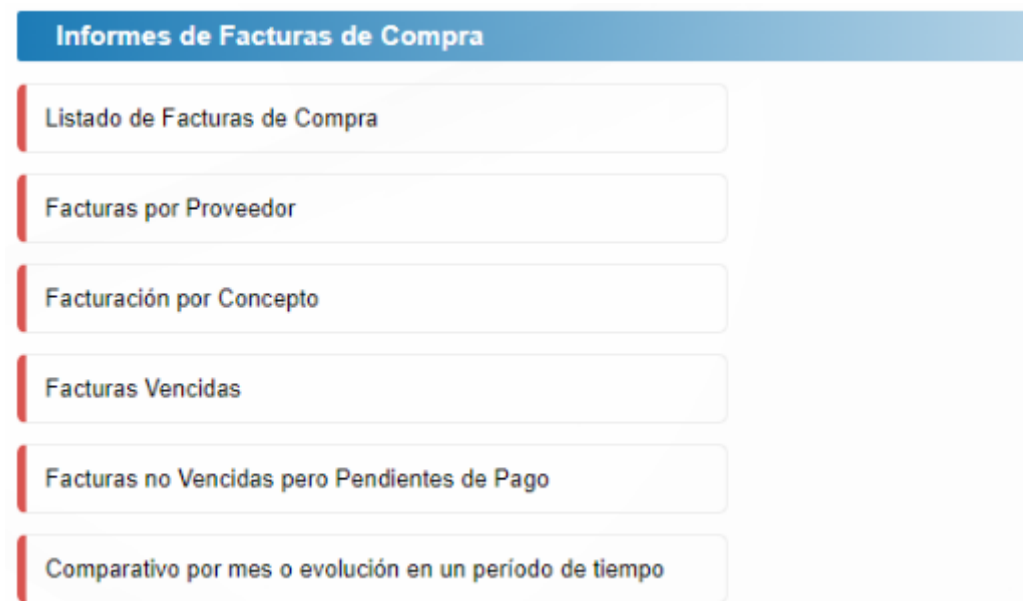 Informes de Facturas de Compra
Listado de Facturas de Compra
Facturas por Proveedor
Facturación por Concepto
Facturas Vencidas
Facturas no Vencidas pero Pendientes de Pago
Comparativo por mes o evolución en un período de tiempo